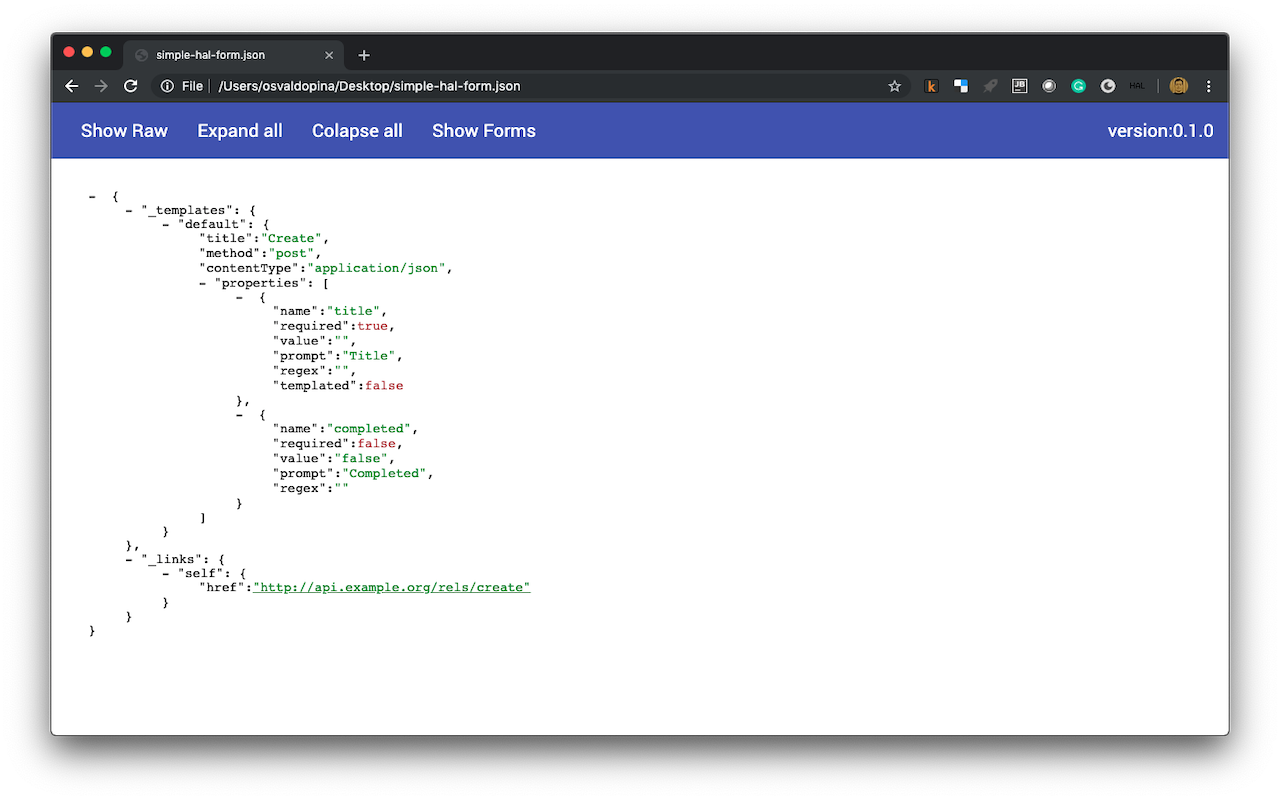 simple-hal-form.json
File | /Users/osvaldopina/Desktop/simple-hal-form.json
k JB G HAL
Show Raw Expand all Colapse all Show Forms version:0.1.0
- {
- "_templates": {
- "default": {
"title":"Create",
"method":"post",
"contentType":"application/json",
- "properties": [
- {
"name":"title",
"required":true,
"value":"",
"prompt":"Title",
"regex":"",
"templated":false
},
- {
"name":"completed",
"required":false,
"value":"false",
"prompt":"Completed",
"regex":""
}
]
}
},
- "_links": {
- "self": {
"href":"http://api.example.org/rels/create"
}
}
}